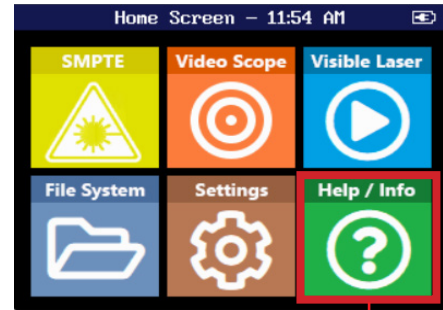 Home Screen – 11:54 AM
SMPTE Video Scope Visible Laser
File System Settings Help / Info
?